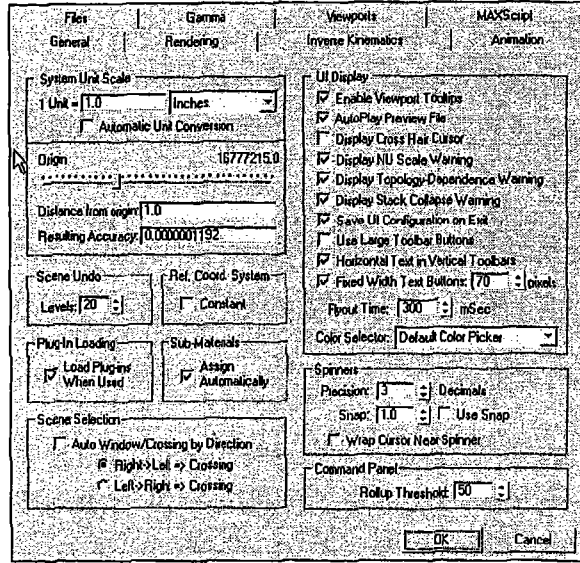 Files Gamma Viewports MAXScript
General Rendering Inverse Kinematics Animation
System Unit Scale
1 Unit = 1.0 Inches
Automatic Unit Conversion
Origin 16777215.0
Distance from origin: 1.0
Resulting Accuracy: 0.0000001192
Scene Undo
Levels: 20
Ref. Coord. System
Constant
Plug-In Loading
Load Plug-ins
When Used
Sub-Materials
Assign
Automatically
Scene Selection
Auto Window/Crossing by Direction
Right->Left => Crossing
Left->Right => Crossing
UI Display
Enable Viewport Tooltips
AutoPlay Preview File
Display Cross Hair Cursor
Display NU Scale Warning
Display Topology-Dependence Warning
Display Stack Collapse Warning
Save UI Configuration on Exit
Use Large Toolbar Buttons
Horizontal Text in Vertical Toolbars
Fixed Width Text Buttons: 70 pixels
Flyout Time: 300 mSec
Color Selector: Default Color Picker
Spinners
Precision: 3 Decimals
Snap: 1.0 Use Snap
Wrap Cursor Near Spinner
Command Panel
Rollup Threshold: 50
OK Cancel